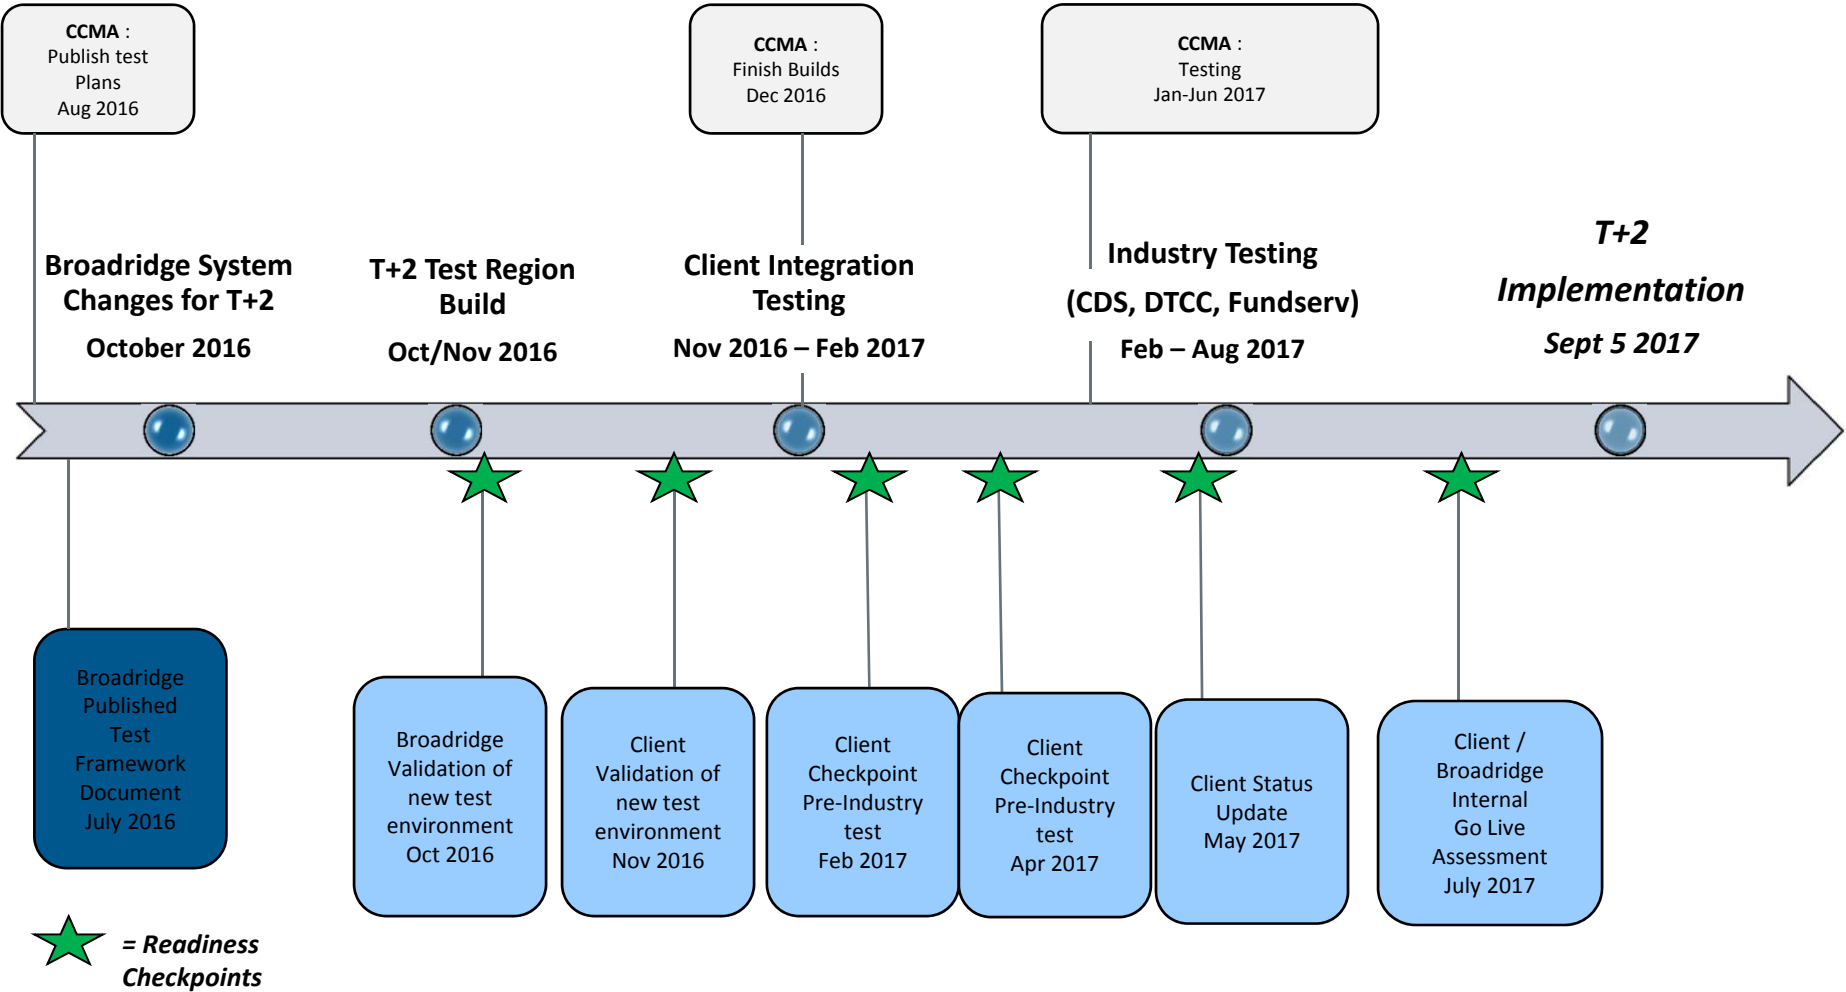 CCMA :
Publish test
Plans
Aug 2016
CCMA :
Finish Builds
Dec 2016
CCMA :
Testing
Jan-Jun 2017
Broadridge System
Changes for T+2
October 2016
T+2 Test Region
Build
Oct/Nov 2016
Client Integration
Testing
Nov 2016 – Feb 2017
Industry Testing
(CDS, DTCC, Fundserv)
Feb – Aug 2017
T+2
Implementation
Sept 5 2017
Broadridge
Published
Test
Framework
Document
July 2016
Broadridge
Validation of
new test
environment
Oct 2016
Client
Validation of
new test
environment
Nov 2016
Client
Checkpoint
Pre-Industry
test
Feb 2017
Client
Checkpoint
Pre-Industry
test
Apr 2017
Client Status
Update
May 2017
Client /
Broadridge
Internal
Go Live
Assessment
July 2017
= Readiness
Checkpoints